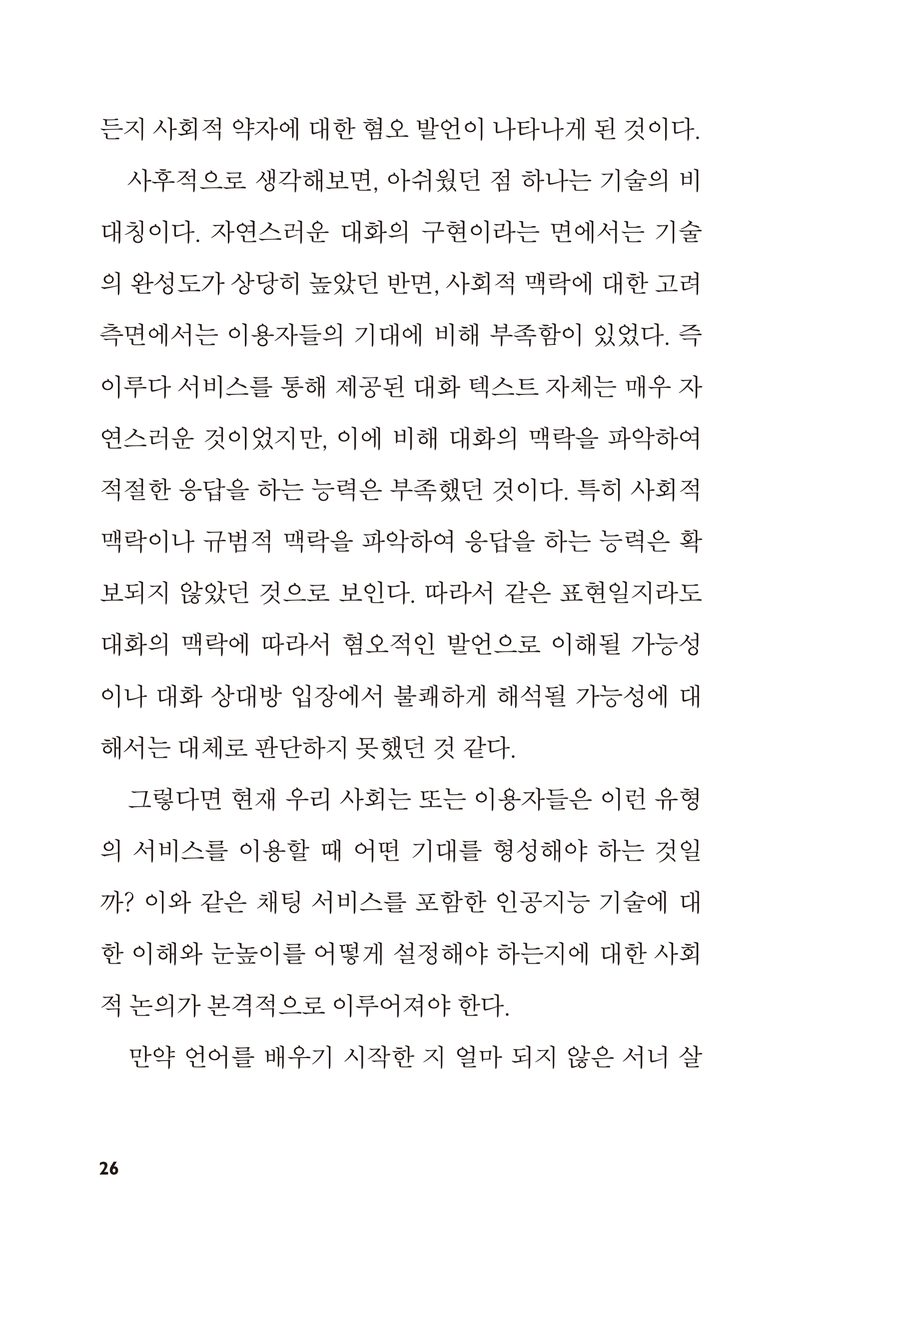 든지 사회적 약자에 대한 혐오 발언이 나타나게 된 것이다.
사후적으로 생각해보면, 아쉬웠던 점 하나는 기술의 비
대칭이다. 자연스러운 대화의 구현이라는 면에서는 기술
의 완성도가 상당히 높았던 반면, 사회적 맥락에 대한 고려
측면에서는 이용자들의 기대에 비해 부족함이 있었다. 즉
이루다 서비스를 통해 제공된 대화 텍스트 자체는 매우 자
연스러운 것이었지만, 이에 비해 대화의 맥락을 파악하여
적절한 응답을 하는 능력은 부족했던 것이다. 특히 사회적
맥락이나 규범적 맥락을 파악하여 응답을 하는 능력은 확
보되지 않았던 것으로 보인다. 따라서 같은 표현일지라도
대화의 맥락에 따라서 혐오적인 발언으로 이해될 가능성
이나 대화 상대방 입장에서 불쾌하게 해석될 가능성에 대
해서는 대체로 판단하지 못했던 것 같다.
그렇다면 현재 우리 사회는 또는 이용자들은 이런 유형
의 서비스를 이용할 때 어떤 기대를 형성해야 하는 것일
까? 이와 같은 채팅 서비스를 포함한 인공지능 기술에 대
한 이해와 눈높이를 어떻게 설정해야 하는지에 대한 사회
적 논의가 본격적으로 이루어져야 한다.
만약 언어를 배우기 시작한 지 얼마 되지 않은 서너 살
26